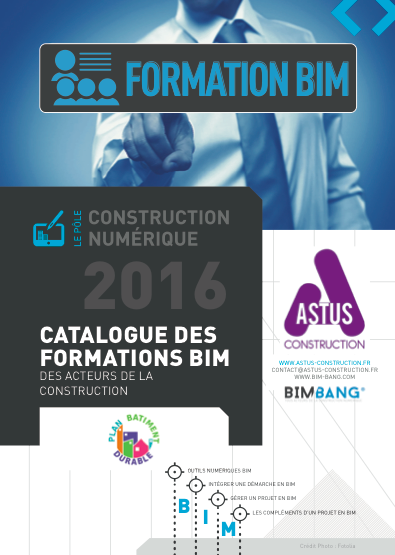 FORMATION BIM
LE PÔLE
CONSTRUCTION
NUMÉRIQUE
2016
CATALOGUE DES
FORMATIONS BIM
DES ACTEURS DE LA
CONSTRUCTION
ASTUS
CONSTRUCTION
WWW.ASTUS-CONSTRUCTION.FR
CONTACT@ASTUS-CONSTRUCTION.FR
WWW.BIM-BANG.COM
BIMBANG®
PLAN BATIMENT
DURABLE
OUTILS NUMÉRIQUES BIM
INTÉGRER UNE DÉMARCHE EN BIM
GÉRER UN PROJET EN BIM
LES COMPLÉMENTS D'UN PROJET EN BIM
B
I
M
Crédit Photo : Fotolia